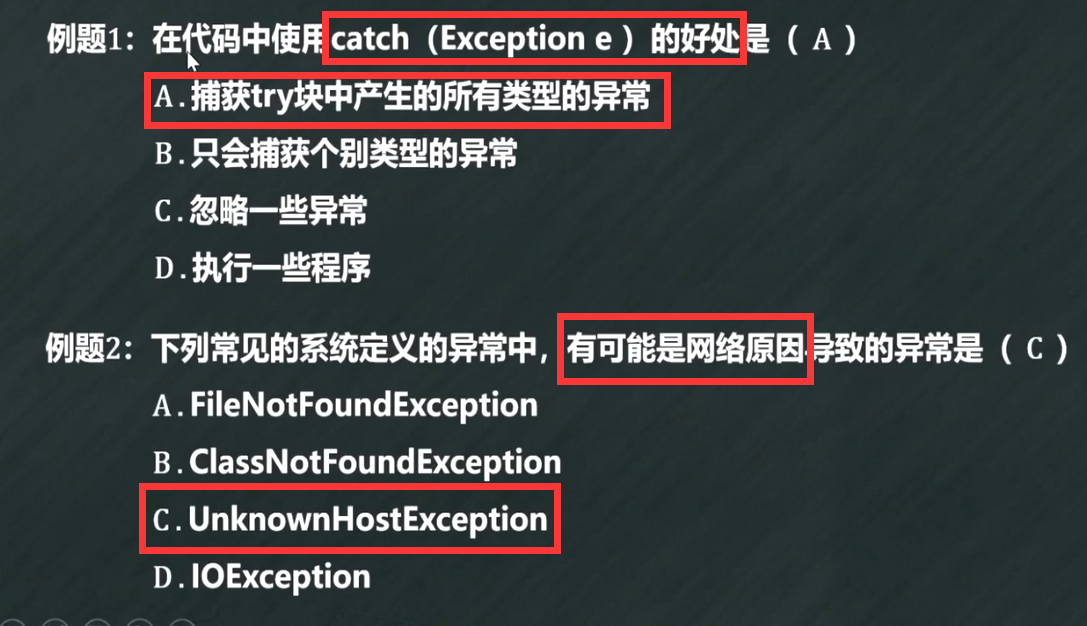 例题1：在代码中使用catch（Exception e ）的好处是（ A ）
A.捕获try块中产生的所有类型的异常
B.只会捕获个别类型的异常
C.忽略一些异常
D.执行一些程序
例题2：下列常见的系统定义的异常中，有可能是网络原因导致的异常是（ C ）
A.FileNotFoundException
B.ClassNotFoundException
C.UnknownHostException
D.IOException